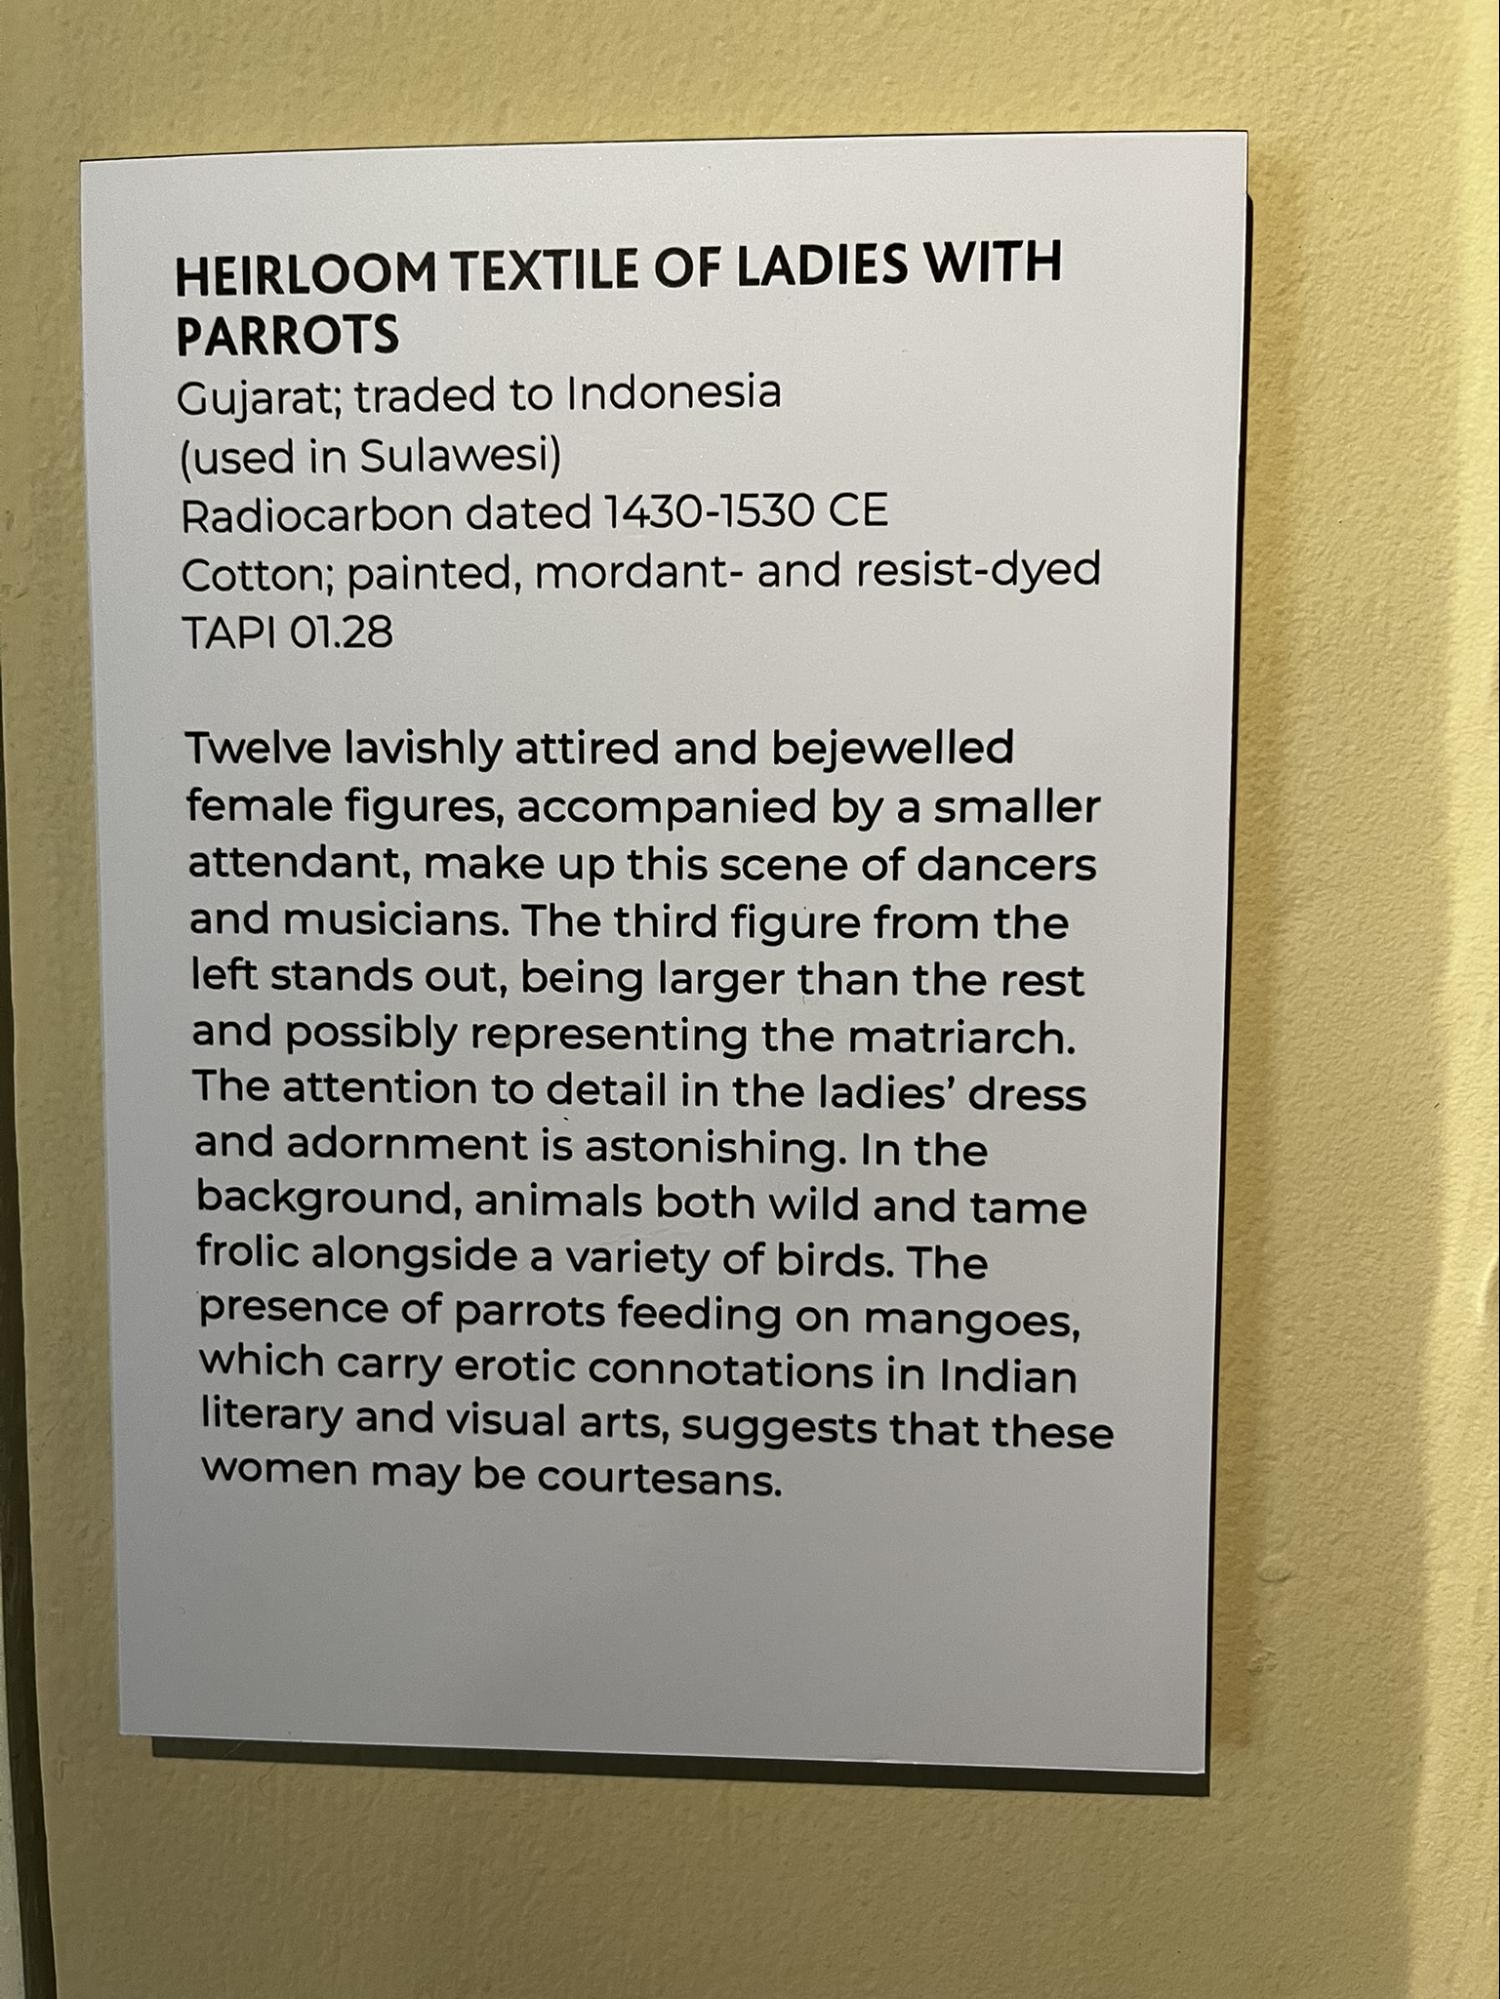 HEIRLOOM TEXTILE OF LADIES WITH
PARROTS
Gujarat; traded to Indonesia
(used in Sulawesi)
Radiocarbon dated 1430-1530 CE
Cotton; painted, mordant- and resist-dyed
TAPI 01.28
Twelve lavishly attired and bejewelled
female figures, accompanied by a smaller
attendant, make up this scene of dancers
and musicians. The third figure from the
left stands out, being larger than the rest
and possibly representing the matriarch.
The attention to detail in the ladies’ dress
and adornment is astonishing. In the
background, animals both wild and tame
frolic alongside a variety of birds. The
presence of parrots feeding on mangoes,
which carry erotic connotations in Indian
literary and visual arts, suggests that these
women may be courtesans.